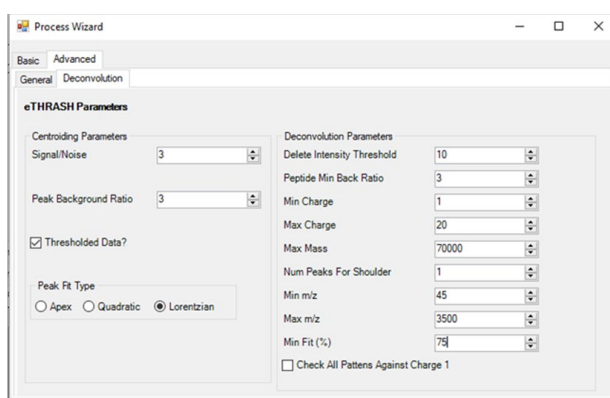 Process Wizard
Basic Advanced
General Deconvolution
eTHRASH Parameters
Centroiding Parameters
Signal/Noise 3
Peak Background Ratio 3
Thresholded Data?
Peak Fit Type
Apex Quadratic Lorentzian
Deconvolution Parameters
Delete Intensity Threshold 10
Peptide Min Back Ratio 3
Min Charge 1
Max Charge 20
Max Mass 70000
Num Peaks For Shoulder 1
Min m/z 45
Max m/z 3500
Min Fit (%) 75
Check All Pattens Against Charge 1